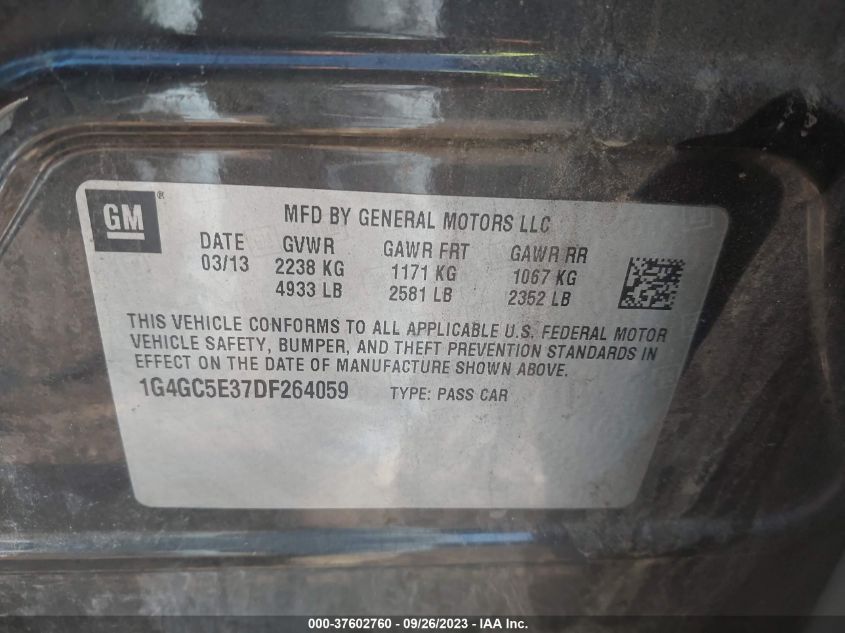 GM ®
MFD BY GENERAL MOTORS LLC
DATE GVWR GAWR FRT GAWR RR
03/13 2238 KG 1171 KG 1067 KG
4933 LB 2581 LB 2352 LB
THIS VEHICLE CONFORMS TO ALL APPLICABLE U.S. FEDERAL MOTOR
VEHICLE SAFETY, BUMPER, AND THEFT PREVENTION STANDARDS IN
EFFECT ON THE DATE OF MANUFACTURE SHOWN ABOVE.
1G4GC5E37DF264059 TYPE: PASS CAR
000-37602760 - 09/26/2023 - IAA Inc.